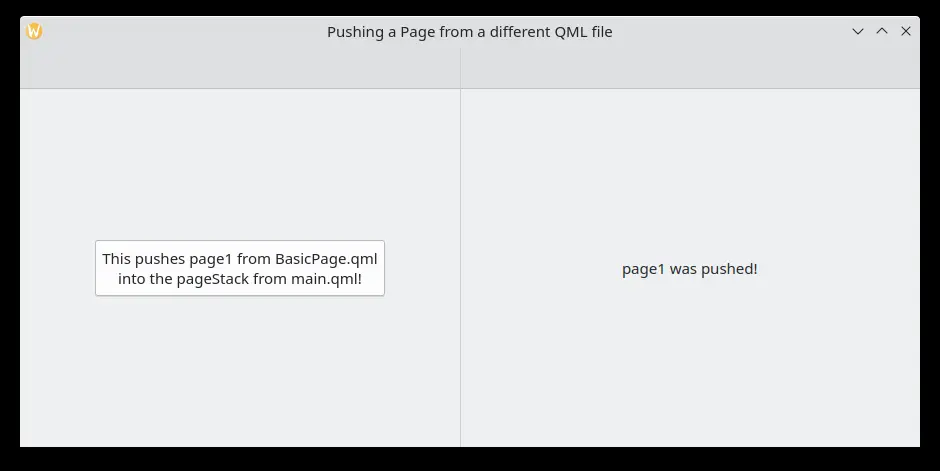 Pushing a Page from a different QML file
This pushes page1 from BasicPage.qml
into the pageStack from main.qml!
page1 was pushed!